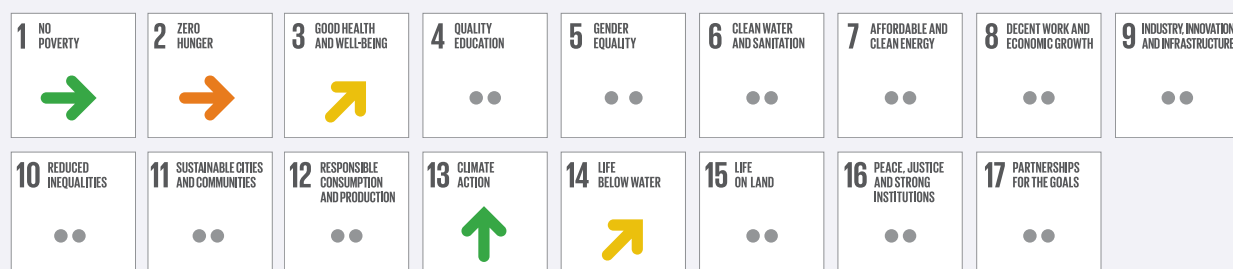 1 NO
POVERTY
2 ZERO
HUNGER
3 GOOD HEALTH
AND WELL-BEING
4 QUALITY
EDUCATION
5 GENDER
EQUALITY
6 CLEAN WATER
AND SANITATION
7 AFFORDABLE AND
CLEAN ENERGY
8 DECENT WORK AND
ECONOMIC GROWTH
9 INDUSTRY, INNOVATION
AND INFRASTRUCTURE
10 REDUCED
INEQUALITIES
11 SUSTAINABLE CITIES
AND COMMUNITIES
12 RESPONSIBLE
CONSUMPTION
AND PRODUCTION
13 CLIMATE
ACTION
14 LIFE
BELOW WATER
15 LIFE
ON LAND
16 PEACE, JUSTICE
AND STRONG
INSTITUTIONS
17 PARTNERSHIPS
FOR THE GOALS